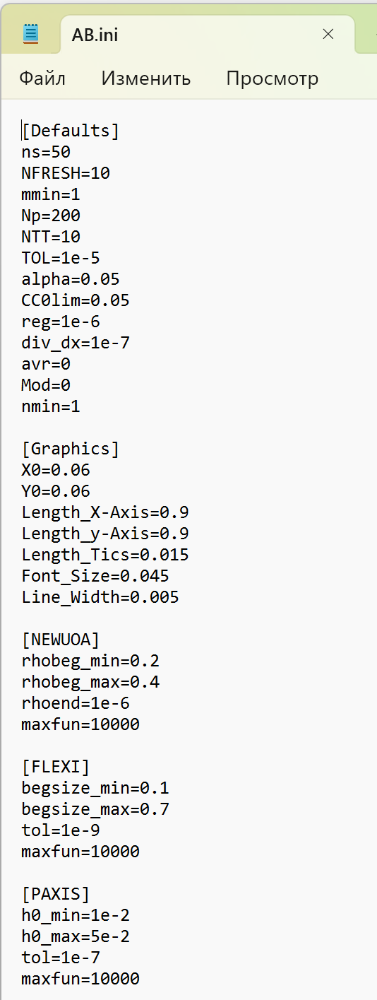 AB.ini
Файл Изменить Просмотр
[Defaults]
ns=50
NFRESH=10
mmin=1
Np=200
NTT=10
TOL=1e-5
alpha=0.05
CC0lim=0.05
reg=1e-6
div_dx=1e-7
avr=0
Mod=0
nmin=1
[Graphics]
X0=0.06
Y0=0.06
Length_X-Axis=0.9
Length_y-Axis=0.9
Length_Tics=0.015
Font_Size=0.045
Line_Width=0.005
[NEWUOA]
rhobeg_min=0.2
rhobeg_max=0.4
rhoend=1e-6
maxfun=10000
[FLEXI]
begsize_min=0.1
begsize_max=0.7
tol=1e-9
maxfun=10000
[PAXIS]
h0_min=1e-2
h0_max=5e-2
tol=1e-7
maxfun=10000